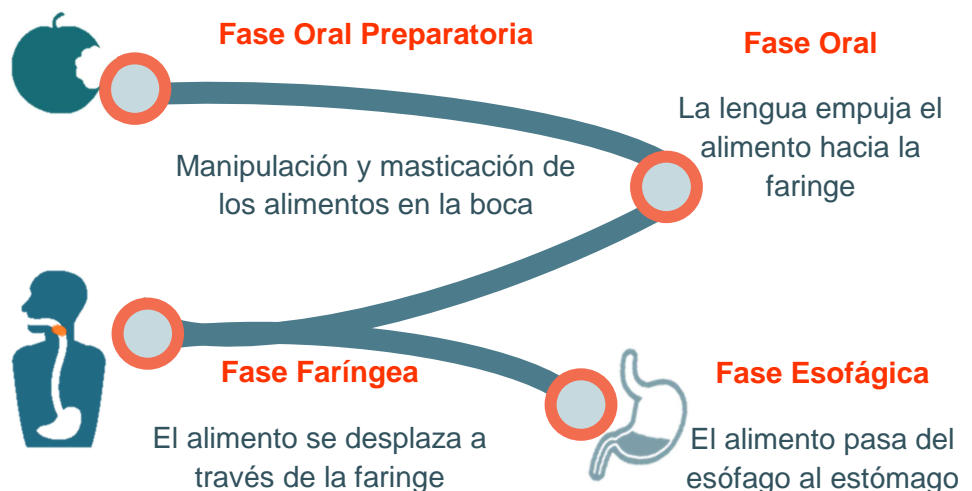 Fase Oral Preparatoria
Manipulación y masticación de
los alimentos en la boca
Fase Oral
La lengua empuja el
alimento hacia la
faringe
Fase Faríngea
El alimento se desplaza a
través de la faringe
Fase Esofágica
El alimento pasa del
esófago al estómago